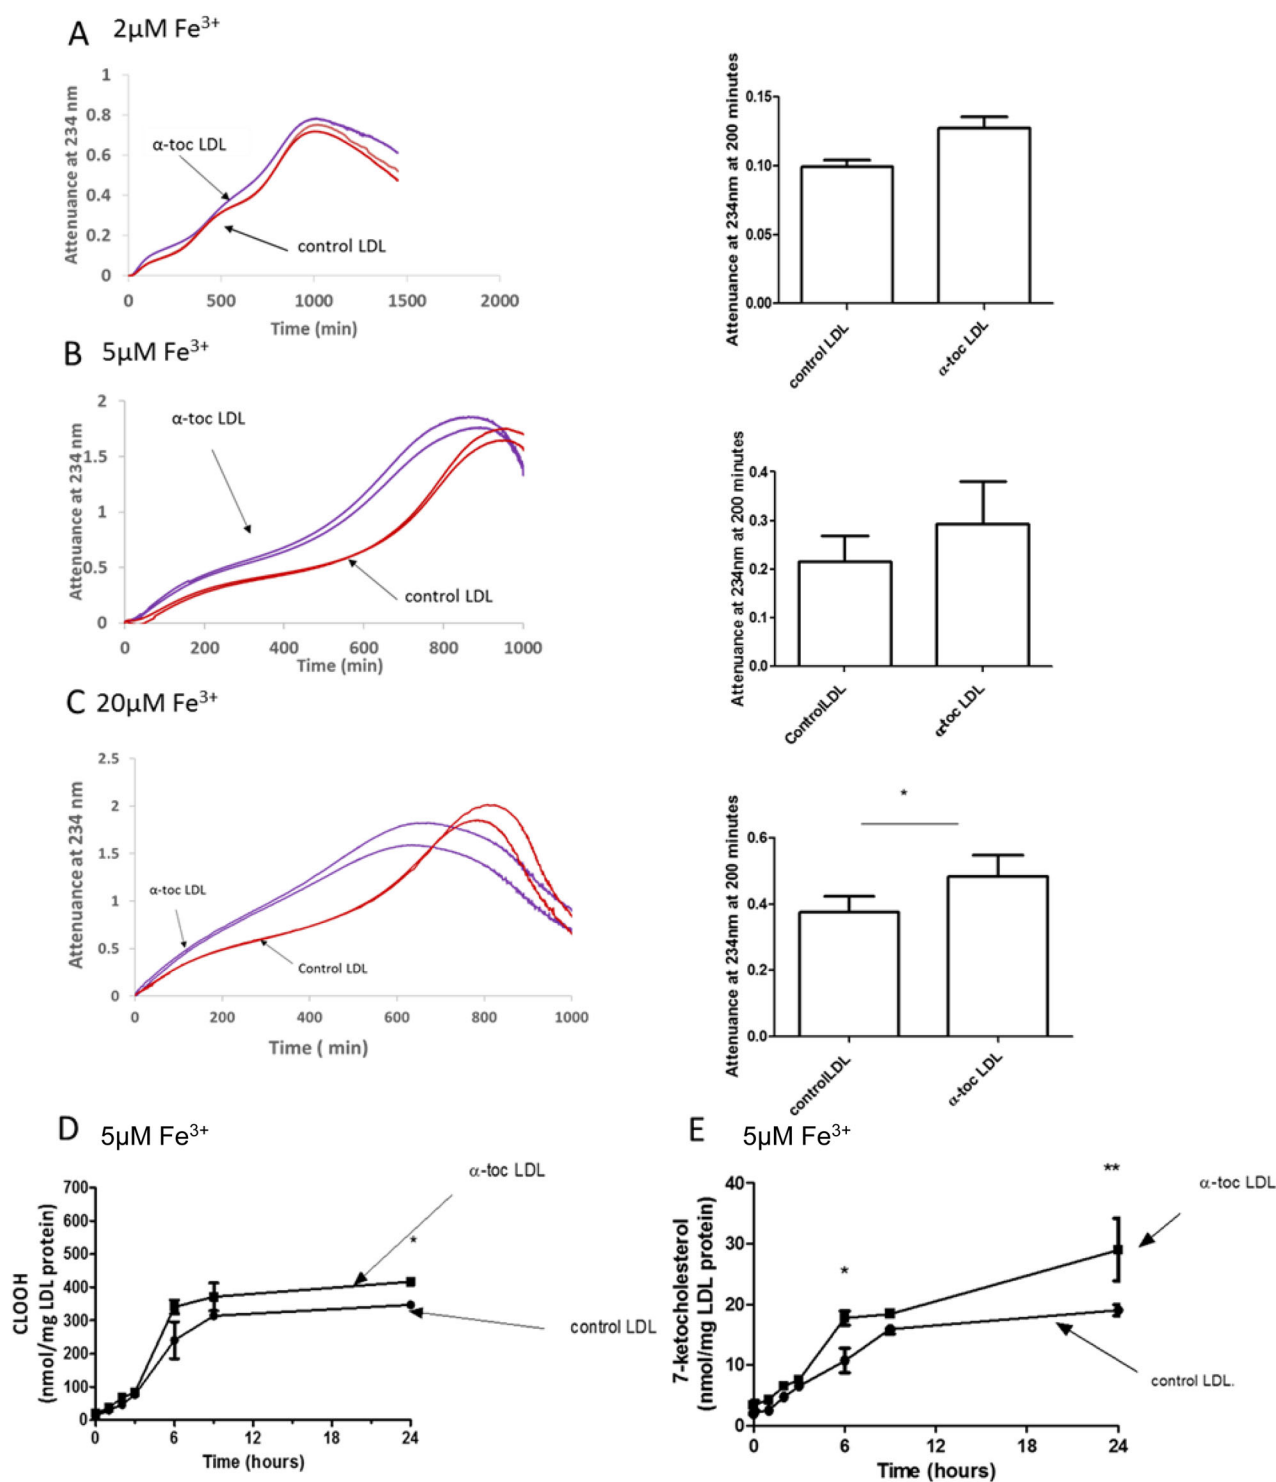 A 2µM Fe³⁺
Attenuance at 234 nm
1
0.8
0.6
0.4
0.2
0
α-toc LDL
control LDL
0 500 1000 1500 2000
Time (min)
Attenuance at 234nm at 200 minutes
0.15
0.10
0.05
0.00
control LDL
α-toc LDL
B 5µM Fe³⁺
Attenuance at 234 nm
2
1.5
1
0.5
0
α-toc LDL
control LDL
0 200 400 600 800 1000
Time (min)
Attenuance at 234nm at 200 minutes
0.4
0.3
0.2
0.1
0.0
ControlLDL
α-toc LDL
C 20µM Fe³⁺
Attenuance at 234 nm
2.5
2
1.5
1
0.5
0
α-toc LDL
Control LDL
0 200 400 600 800 1000
Time ( min)
Attenuance at 234nm at 200 minutes
*
0.6
0.4
0.2
0.0
controlLDL
α-toc LDL
D 5µM Fe³⁺
CLOOH
(nmol/mg LDL protein)
700
600
500
400
300
200
100
0
α-toc LDL
*
control LDL
0 6 12 18 24
Time (hours)
E 5µM Fe³⁺
7-ketocholesterol
(nmol/mg LDL protein)
40
30
20
10
0
**
α-toc LDL
*
control LDL.
0 6 12 18 24
Time (hours)